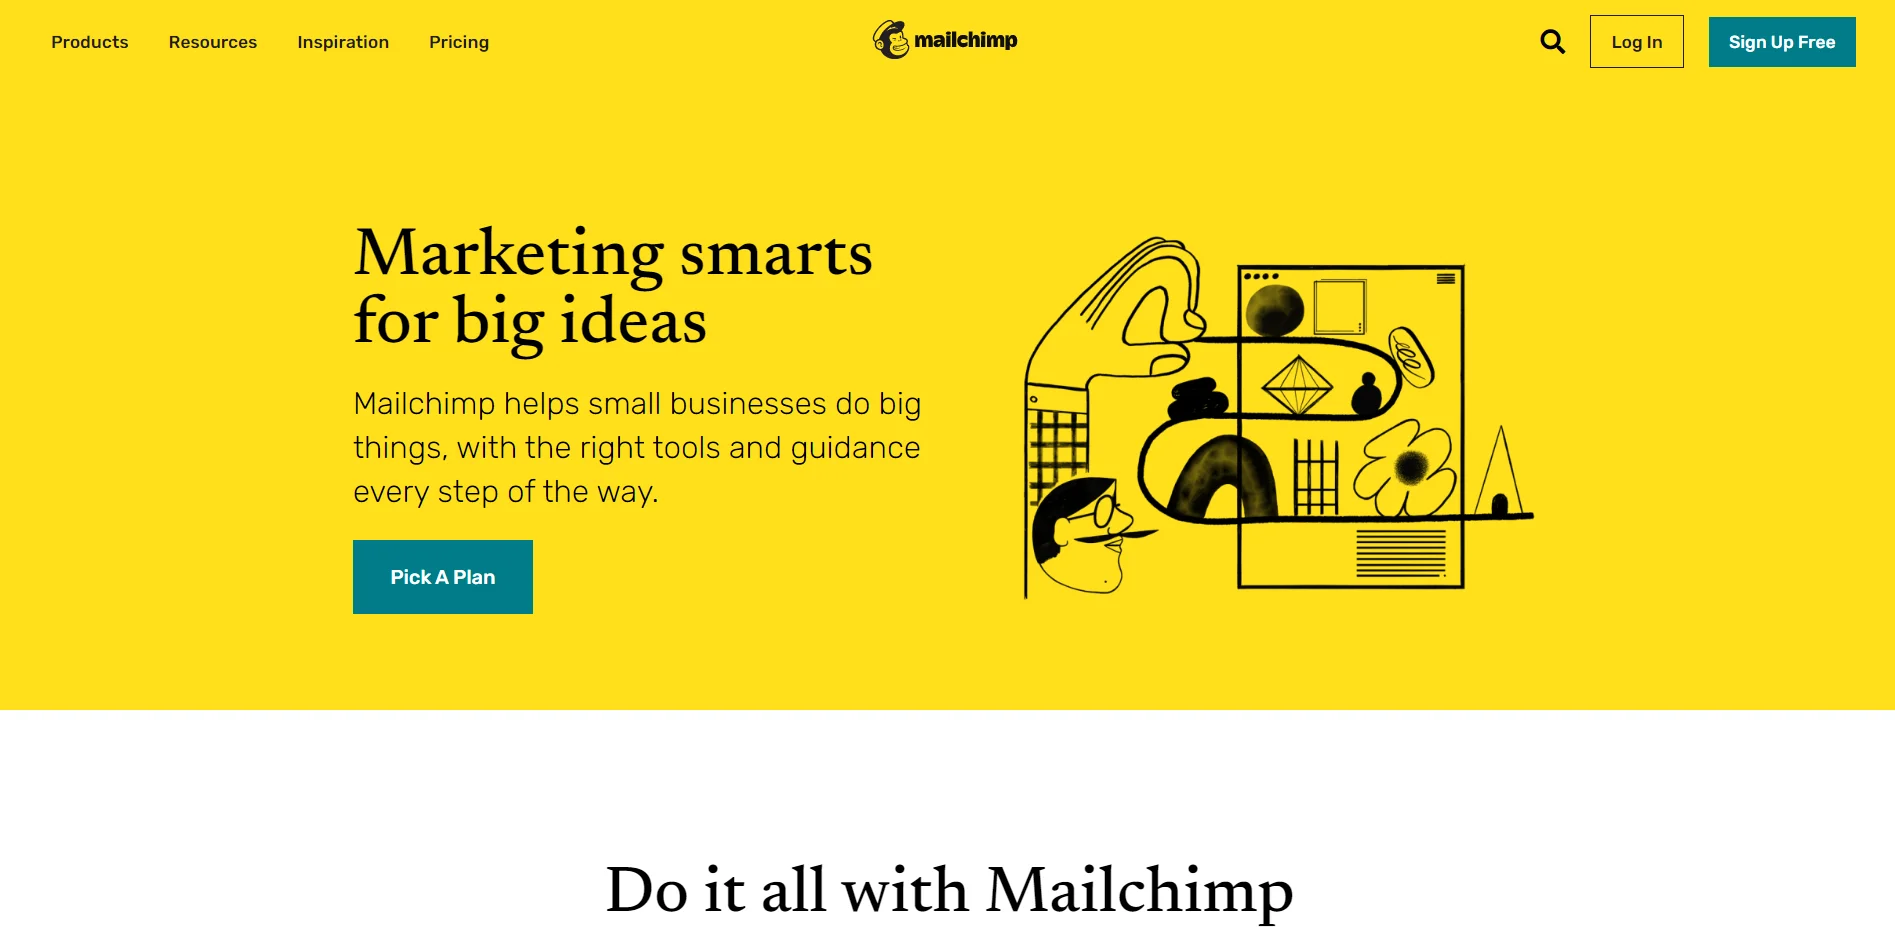 Products Resources Inspiration Pricing
mailchimp
Log In
Sign Up Free
Marketing smarts
for big ideas
Mailchimp helps small businesses do big
things, with the right tools and guidance
every step of the way.
Pick A Plan
Do it all with Mailchimp